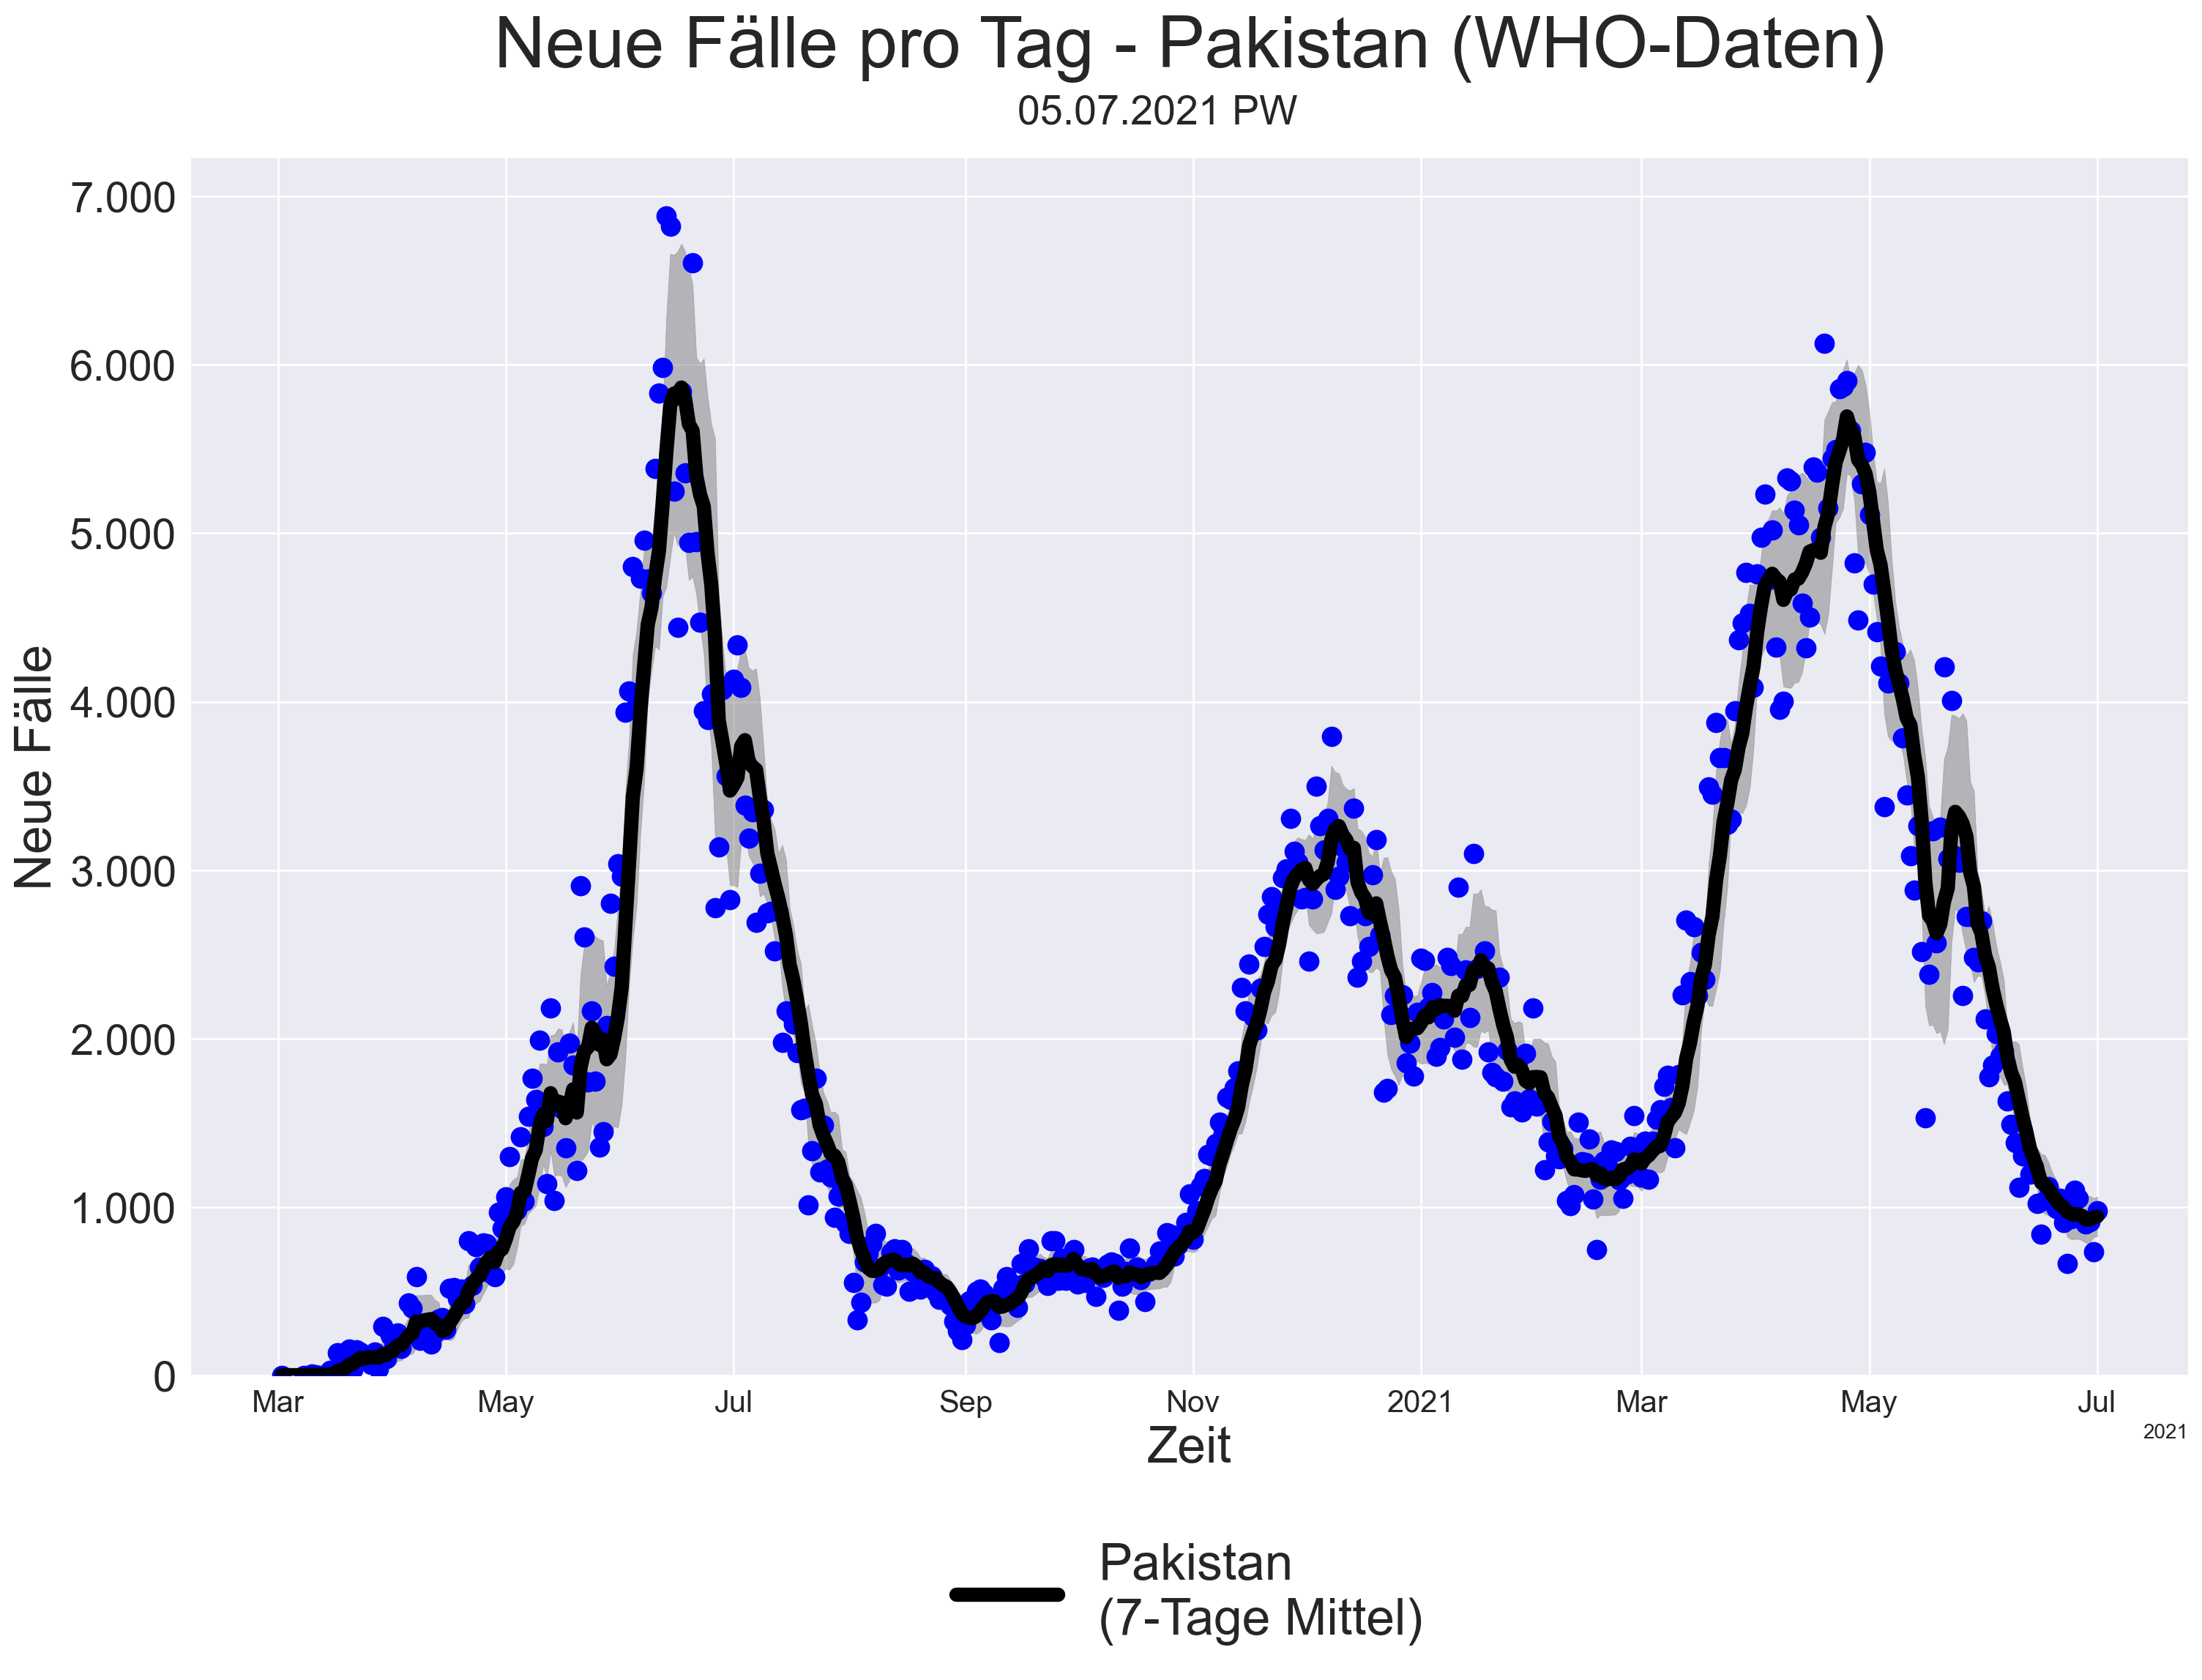 Neue Fälle pro Tag - Pakistan (WHO-Daten)
05.07.2021 PW
Neue Fälle
7.000
6.000
5.000
4.000
3.000
2.000
1.000
0
Mar May Jul Sep Nov 2021 Mar May Jul
2021
Zeit
Pakistan
(7-Tage Mittel)